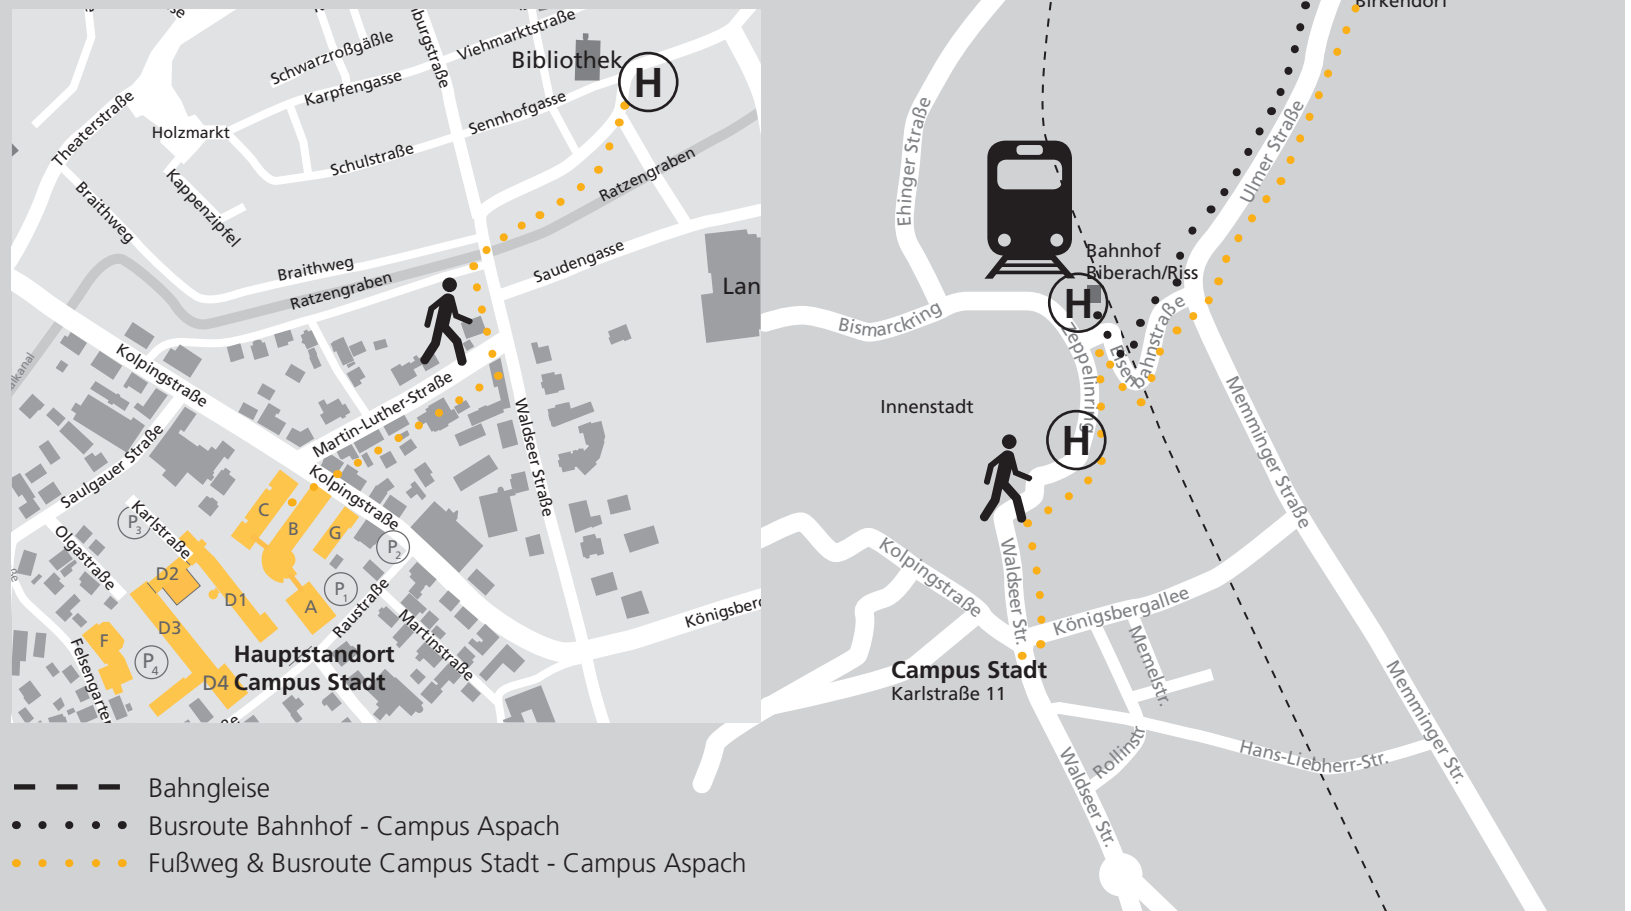 Schwarzroßgäßle
Viehmarktstraße
Bibliothek
H
Karpfengasse
Sennhofgasse
Theaterstraße
Holzmarkt
Schulstraße
Ratzengraben
Braithweg
Kappenzipfel
Braithweg
Ratzengraben
Saudengasse
Kolpingstraße
Martin-Luther-Straße
Waldseer Straße
Saulgauer Straße
Kolpingstraße
Karlstraße
Olgastraße
P3
C
B
G
P2
D2
D1
A
P1
Raustraße
D3
F
P4
Martinstraße
Hauptstandort
Campus Stadt
D4
Birkendorf
Ehinger Straße
Ulmer Straße
Bahnhof
Biberach/Riss
H
Bismarckring
Zeppelinring
Eisenbahnstraße
Innenstadt
H
Memminger Straße
Kolpingstraße
Waldseer Str.
Königsbergallee
Memelstr.
Campus Stadt
Karlstraße 11
Rollinstr
Hans-Liebherr-Str.
Memminger Str.
Waldseer Str.
Bahngleise
Busroute Bahnhof - Campus Aspach
Fußweg & Busroute Campus Stadt - Campus Aspach